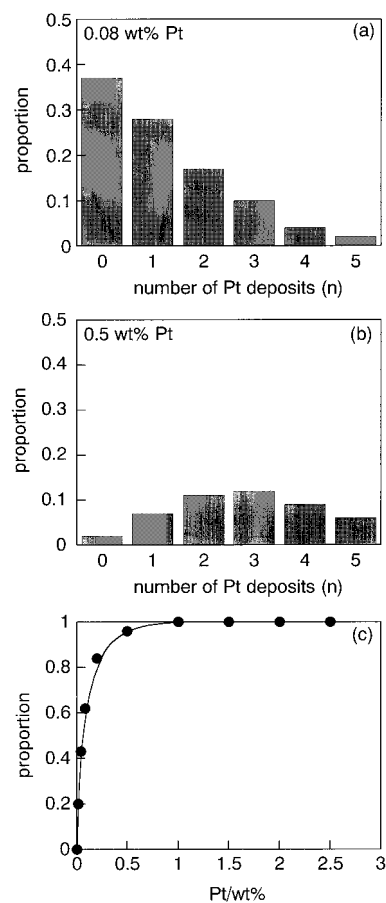 0.08 wt% Pt
(a)
0.5
0.4
0.3
0.2
0.1
0
proportion
0 1 2 3 4 5
number of Pt deposits (n)
0.5 wt% Pt
(b)
0.5
0.4
0.3
0.2
0.1
0
proportion
0 1 2 3 4 5
number of Pt deposits (n)
(c)
1
0.8
0.6
0.4
0.2
0
proportion
0 0.5 1 1.5 2 2.5 3
Pt/wt%